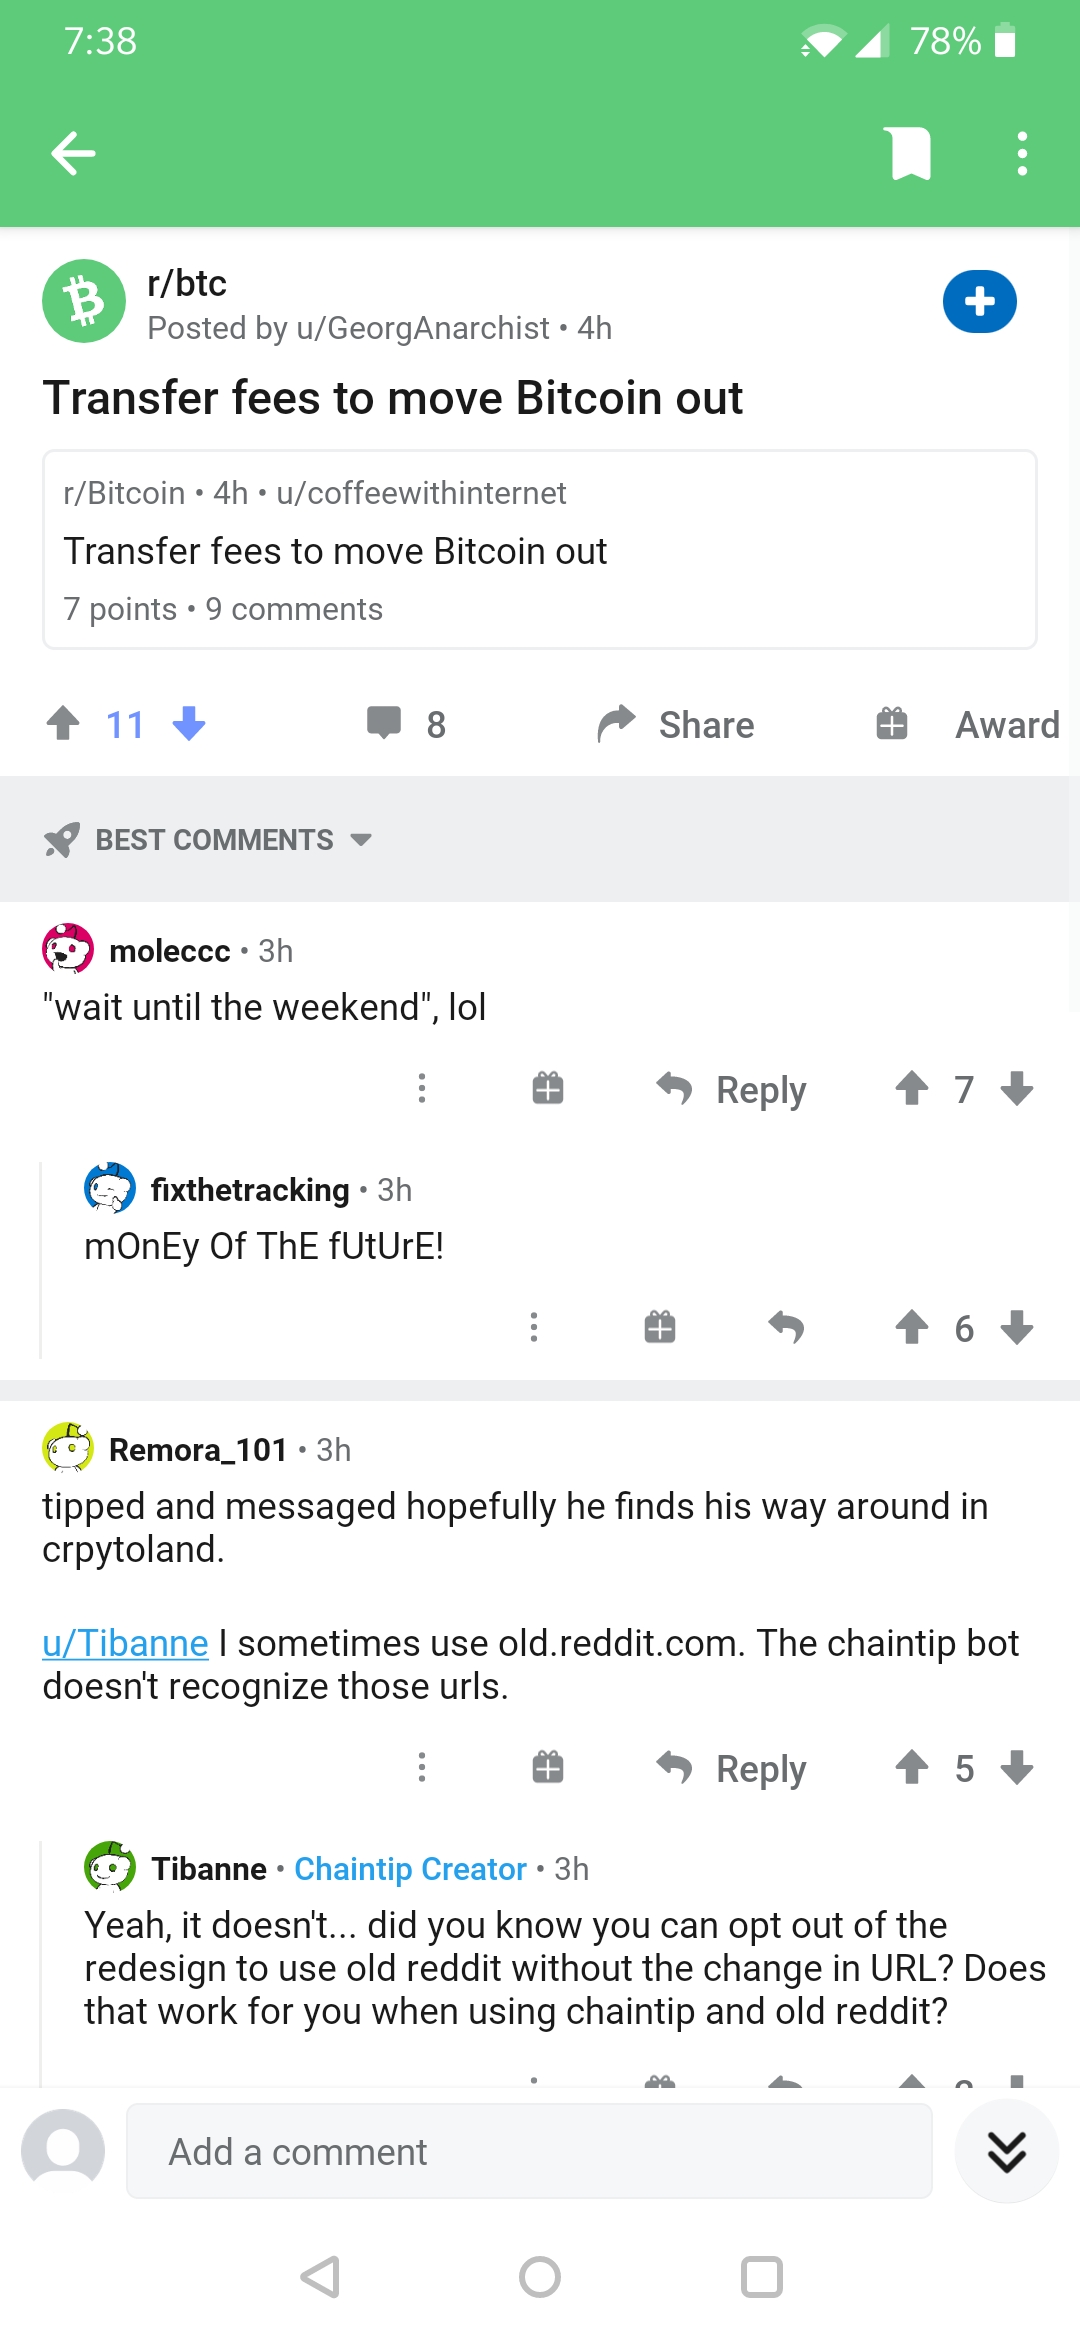 7:38
78%
r/btc
Posted by u/GeorgAnarchist • 4h
Transfer fees to move Bitcoin out
r/Bitcoin • 4h • u/coffeewithinternet
Transfer fees to move Bitcoin out
7 points • 9 comments
11
8
Share
Award
BEST COMMENTS
moleccc • 3h
"wait until the weekend", lol
Reply
7
fixthetracking • 3h
mOnEy Of ThE fUtUrE!
6
Remora_101 • 3h
tipped and messaged hopefully he finds his way around in
crpytoland.
u/Tibanne I sometimes use old.reddit.com. The chaintip bot
doesn't recognize those urls.
Reply
5
Tibanne • Chaintip Creator • 3h
Yeah, it doesn't... did you know you can opt out of the
redesign to use old reddit without the change in URL? Does
that work for you when using chaintip and old reddit?
Add a comment